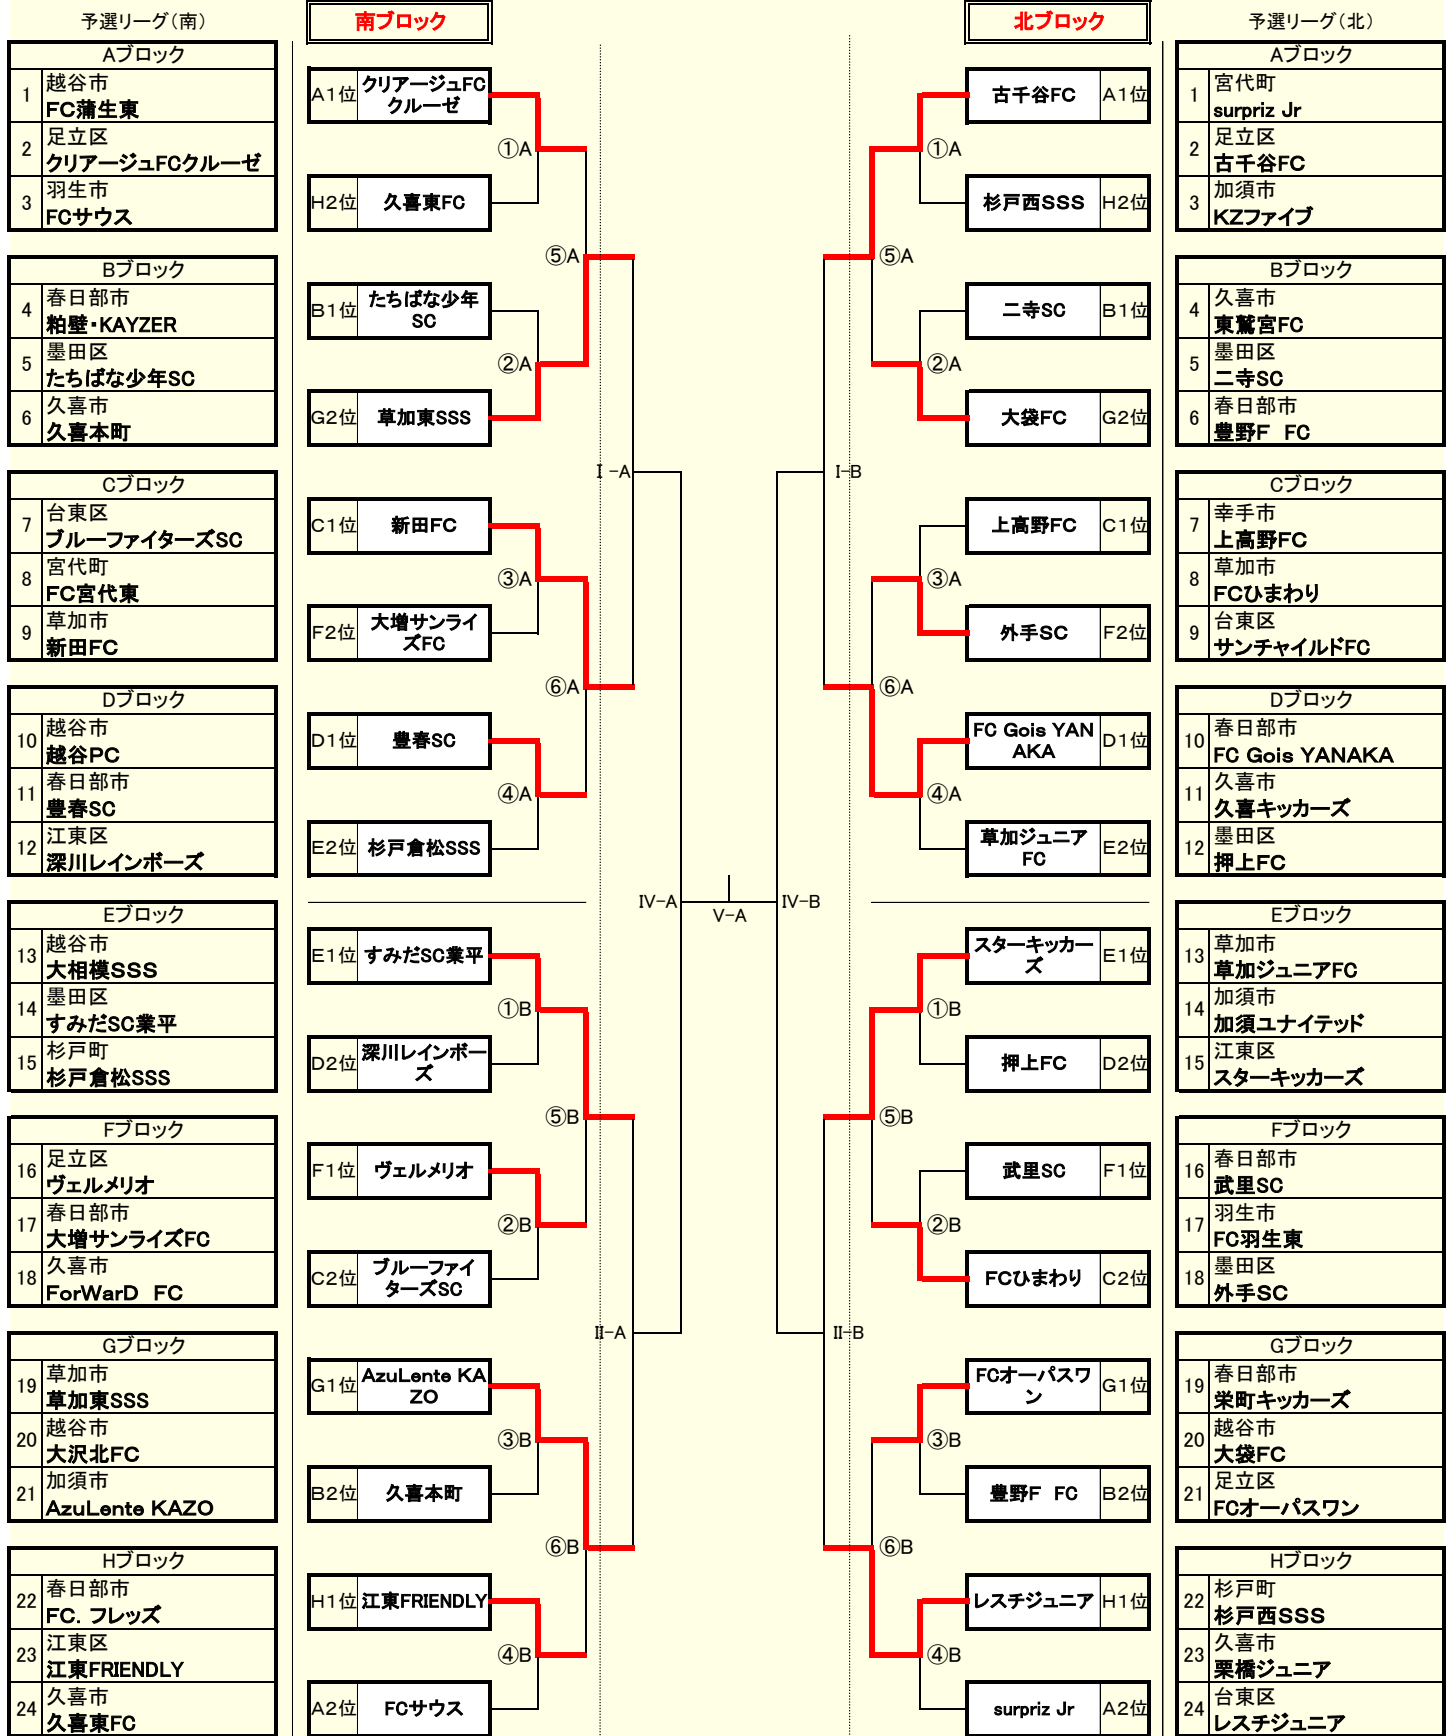 予選リーグ(南)
Aブロック
1
越谷市
FC蒲生東
2
足立区
クリアージュFCクルーゼ
3
羽生市
FCサウス
Bブロック
4
春日部市
粕壁・KAYZER
5
墨田区
たちばな少年SC
6
久喜市
久喜本町
Cブロック
7
台東区
ブルーファイターズSC
8
宮代町
FC宮代東
9
草加市
新田FC
Dブロック
10
越谷市
越谷PC
11
春日部市
豊春SC
12
江東区
深川レインボーズ
Eブロック
13
越谷市
大相模SSS
14
墨田区
すみだSC業平
15
杉戸町
杉戸倉松SSS
Fブロック
16
足立区
ヴェルメリオ
17
春日部市
大増サンライズFC
18
久喜市
ForWarD FC
Gブロック
19
草加市
草加東SSS
20
越谷市
大沢北FC
21
加須市
AzuLente KAZO
Hブロック
22
春日部市
FC. フレッズ
23
江東区
江東FRIENDLY
24
久喜市
久喜東FC
南ブロック
A1位 クリアージュFC
クルーゼ
①A
H2位 久喜東FC
⑤A
B1位 たちばな少年
SC
②A
G2位 草加東SSS
I-A
C1位 新田FC
③A
F2位 大増サンライ
ズFC
⑥A
D1位 豊春SC
④A
E2位 杉戸倉松SSS
IV-A
V-A
IV-B
E1位 すみだSC業平
①B
D2位 深川レインボー
ズ
⑤B
F1位 ヴェルメリオ
②B
C2位 ブルーファイ
ターズSC
II-A
G1位 AzuLente KA
ZO
③B
B2位 久喜本町
⑥B
H1位 江東FRIENDLY
④B
A2位 FCサウス
北ブロック
古千谷FC A1位
①A
杉戸西SSS H2位
⑤A
二寺SC B1位
②A
大袋FC G2位
I-B
上高野FC C1位
③A
外手SC F2位
⑥A
FC Gois YAN
AKA D1位
④A
草加ジュニア
FC E2位
スターキッカー
ズ E1位
①B
押上FC D2位
⑤B
武里SC F1位
②B
FCひまわり C2位
II-B
FCオーパスワ
ン G1位
③B
豊野F FC B2位
⑥B
レスチジュニア H1位
④B
surpriz Jr A2位
予選リーグ(北)
Aブロック
1
宮代町
surpriz Jr
2
足立区
古千谷FC
3
加須市
KZファイブ
Bブロック
4
久喜市
東鷲宮FC
5
墨田区
二寺SC
6
春日部市
豊野F FC
Cブロック
7
幸手市
上高野FC
8
草加市
FCひまわり
9
台東区
サンチャイルドFC
Dブロック
10
春日部市
FC Gois YANAKA
11
久喜市
久喜キッカーズ
12
墨田区
押上FC
Eブロック
13
草加市
草加ジュニアFC
14
加須市
加須ユナイテッド
15
江東区
スターキッカーズ
Fブロック
16
春日部市
武里SC
17
羽生市
FC羽生東
18
墨田区
外手SC
Gブロック
19
春日部市
栄町キッカーズ
20
越谷市
大袋FC
21
足立区
FCオーパスワン
Hブロック
22
杉戸町
杉戸西SSS
23
久喜市
栗橋ジュニア
24
台東区
レスチジュニア